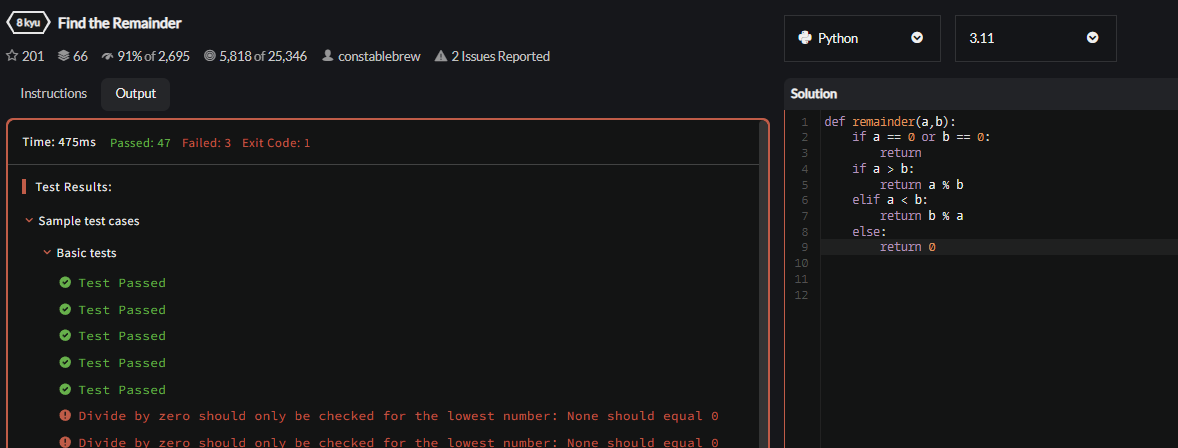 8 kyu Find the Remainder
201 66 91% of 2,695 5,818 of 25,346 constablebrew 2 Issues Reported
Python 3.11
Instructions Output
Time: 475ms Passed: 47 Failed: 3 Exit Code: 1
Test Results:
Sample test cases
Basic tests
Test Passed
Test Passed
Test Passed
Test Passed
Test Passed
Divide by zero should only be checked for the lowest number: None should equal 0
Divide by zero should only be checked for the lowest number: None should equal 0
Solution
1 def remainder(a,b):
2     if a == 0 or b == 0:
3         return
4     if a > b:
5         return a % b
6     elif a < b:
7         return b % a
8     else:
9         return 0
10
11
12